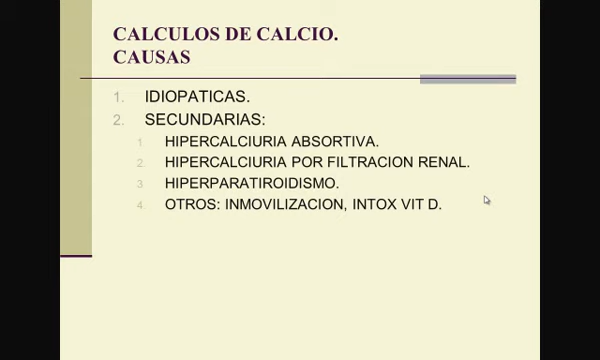 CALCULOS DE CALCIO.
CAUSAS
1. IDIOPATICAS.
2. SECUNDARIAS:
1. HIPERCALCIURIA ABSORTIVA.
2. HIPERCALCIURIA POR FILTRACION RENAL.
3. HIPERPARATIROIDISMO.
4. OTROS: INMOVILIZACION, INTOX VIT D.